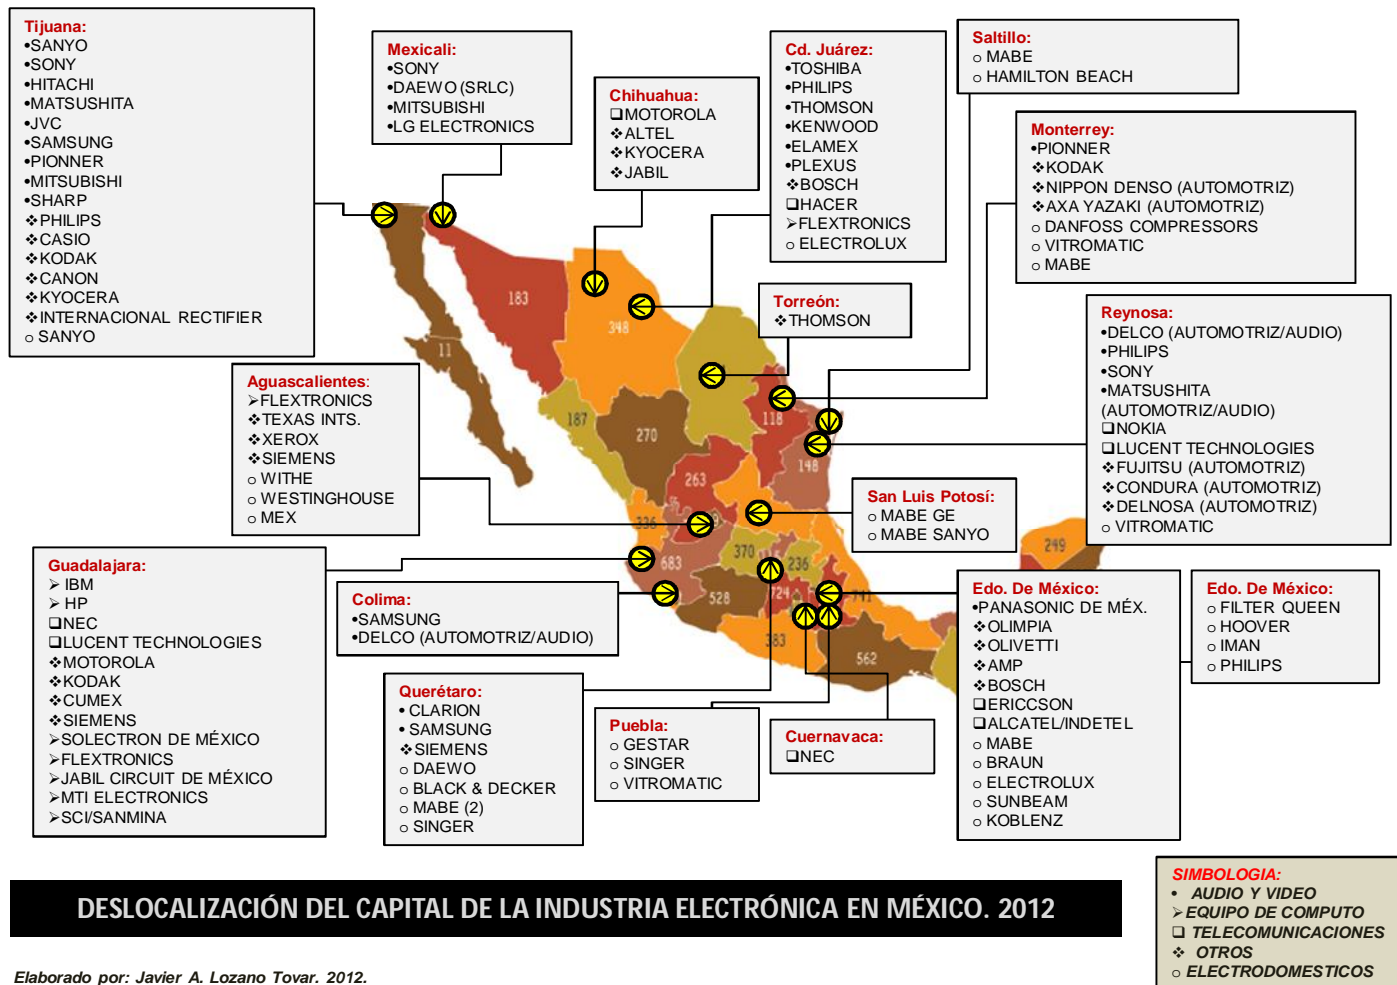 Tijuana:
•SANYO
•SONY
•HITACHI
•MATSUSHITA
•JVC
•SAMSUNG
•PIONNER
•MITSUBISHI
•SHARP
❖PHILIPS
❖CASIO
❖KODAK
❖CANON
❖KYOCERA
❖INTERNACIONAL RECTIFIER
o SANYO
Mexicali:
•SONY
•DAEWO (SRLC)
•MITSUBISHI
•LG ELECTRONICS
Chihuahua:
❑MOTOROLA
❖ALTEL
❖KYOCERA
❖JABIL
Cd. Juárez:
•TOSHIBA
•PHILIPS
•THOMSON
•KENWOOD
•ELAMEX
•PLEXUS
❖BOSCH
❑HACER
➢FLEXTRONICS
o ELECTROLUX
Saltillo:
o MABE
o HAMILTON BEACH
Monterrey:
•PIONNER
❖KODAK
❖NIPPON DENSO (AUTOMOTRIZ)
❖AXA YAZAKI (AUTOMOTRIZ)
o DANFOSS COMPRESSORS
o VITROMATIC
o MABE
Torreón:
❖THOMSON
Reynosa:
•DELCO (AUTOMOTRIZ/AUDIO)
•PHILIPS
•SONY
•MATSUSHITA
(AUTOMOTRIZ/AUDIO)
❑NOKIA
❑LUCENT TECHNOLOGIES
❖FUJITSU (AUTOMOTRIZ)
❖CONDURA (AUTOMOTRIZ)
❖DELNOSA (AUTOMOTRIZ)
o VITROMATIC
Aguascalientes:
➢FLEXTRONICS
❖TEXAS INTS.
❖XEROX
❖SIEMENS
o WITHE
o WESTINGHOUSE
o MEX
San Luis Potosí:
o MABE GE
o MABE SANYO
183
348
11
187
270
118
148
263
336
370
236
683
528
724
741
383
562
249
Guadalajara:
➢ IBM
➢ HP
❑NEC
❑LUCENT TECHNOLOGIES
❖MOTOROLA
❖KODAK
❖CUMEX
❖SIEMENS
➢SOLECTRON DE MÉXICO
➢FLEXTRONICS
➢JABIL CIRCUIT DE MÉXICO
➢MTI ELECTRONICS
➢SCI/SANMINA
Colima:
•SAMSUNG
•DELCO (AUTOMOTRIZ/AUDIO)
Querétaro:
• CLARION
• SAMSUNG
❖SIEMENS
o DAEWO
o BLACK & DECKER
o MABE (2)
o SINGER
Puebla:
o GESTAR
o SINGER
o VITROMATIC
Cuernavaca:
❑NEC
Edo. De México:
•PANASONIC DE MÉX.
❖OLIMPIA
❖OLIVETTI
❖AMP
❖BOSCH
❑ERICCSON
❑ALCATEL/INDETEL
o MABE
o BRAUN
o ELECTROLUX
o SUNBEAM
o KOBLENZ
Edo. De México:
o FILTER QUEEN
o HOOVER
o IMAN
o PHILIPS
DESLOCALIZACIÓN DEL CAPITAL DE LA INDUSTRIA ELECTRÓNICA EN MÉXICO. 2012
SIMBOLOGIA:
• AUDIO Y VIDEO
➢EQUIPO DE COMPUTO
❑ TELECOMUNICACIONES
❖ OTROS
o ELECTRODOMESTICOS
Elaborado por: Javier A. Lozano Tovar. 2012.